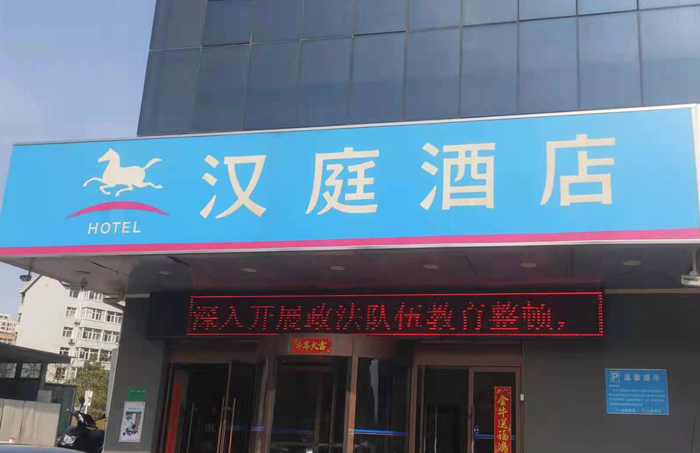 HOTEL
汉庭酒店
深入开展政法队伍教育整顿,
牛年大吉
金牛送福鸿
P 温馨提示